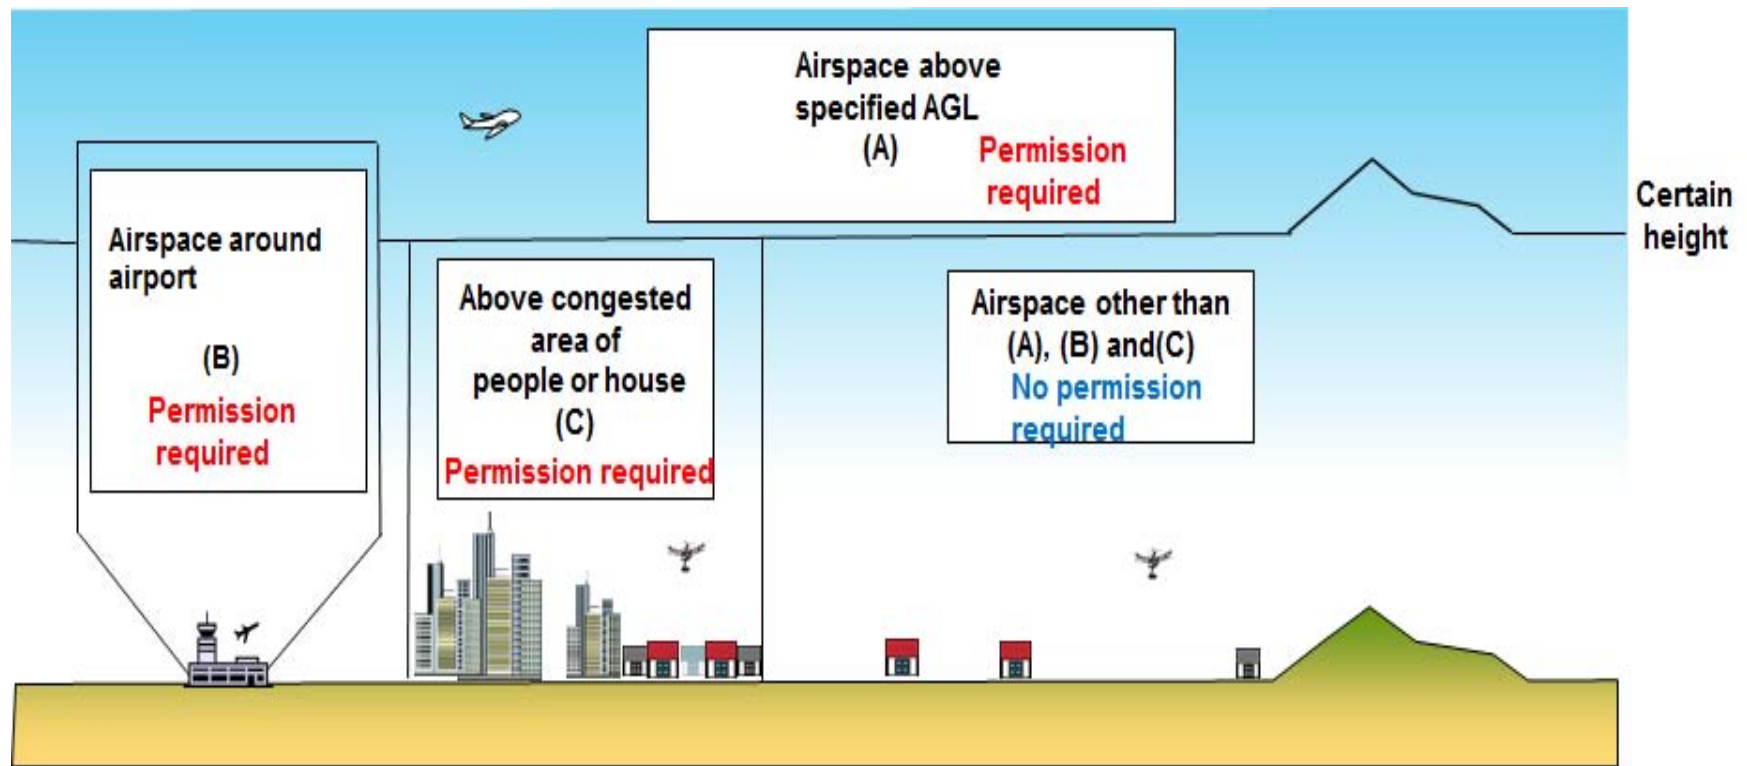 Airspace above
specified AGL
(A)
Permission
required
Certain
height
Airspace around
airport
(B)
Permission
required
Above congested
area of
people or house
(C)
Permission required
Airspace other than
(A), (B) and(C)
No permission
required